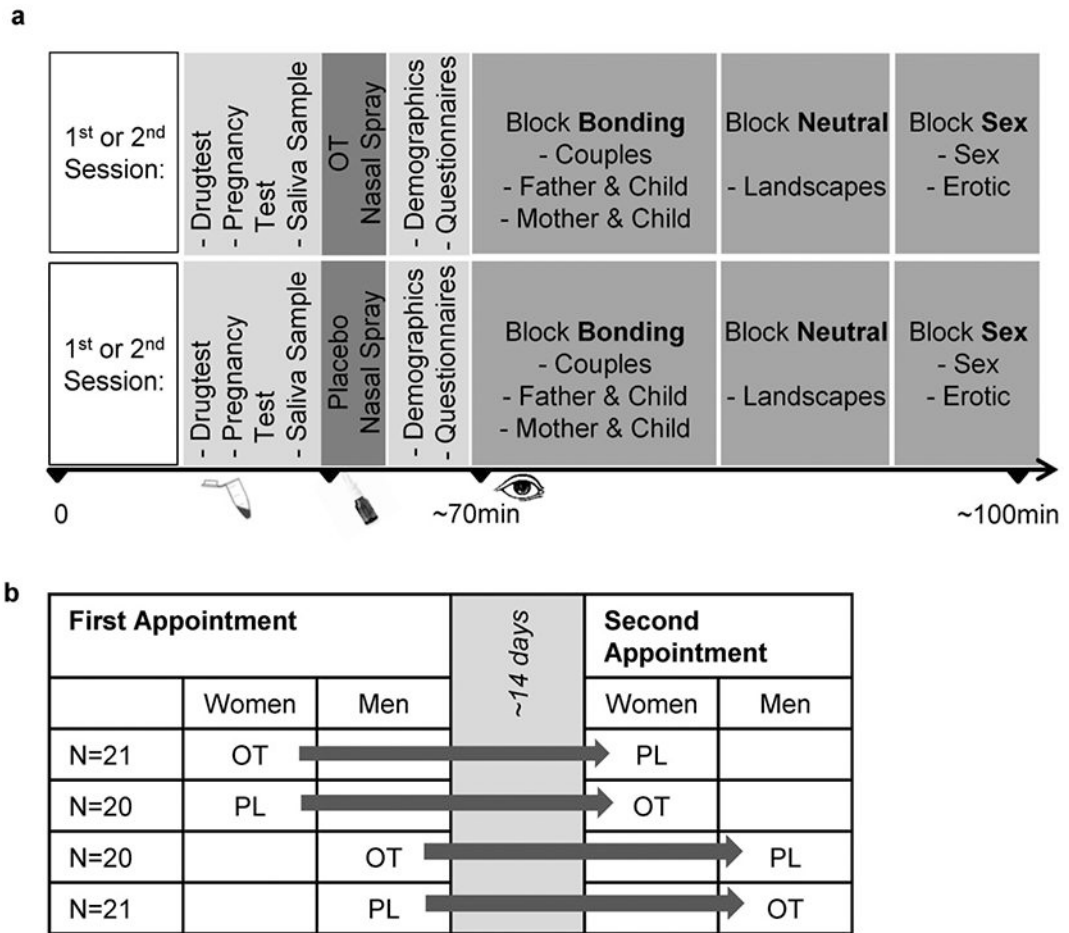 a
1st or 2nd
Session:
- Drugtest
- Pregnancy
Test
- Saliva Sample
OT
Nasal Spray
- Demographics
- Questionnaires
Block Bonding
- Couples
- Father & Child
- Mother & Child
Block Neutral
- Landscapes
Block Sex
- Sex
- Erotic
1st or 2nd
Session:
- Drugtest
- Pregnancy
Test
- Saliva Sample
Placebo
Nasal Spray
- Demographics
- Questionnaires
Block Bonding
- Couples
- Father & Child
- Mother & Child
Block Neutral
- Landscapes
Block Sex
- Sex
- Erotic
0 ~70min ~100min
b
First Appointment
~14 days
Second
Appointment
Women Men Women Men
N=21 OT PL
N=20 PL OT
N=20 OT PL
N=21 PL OT